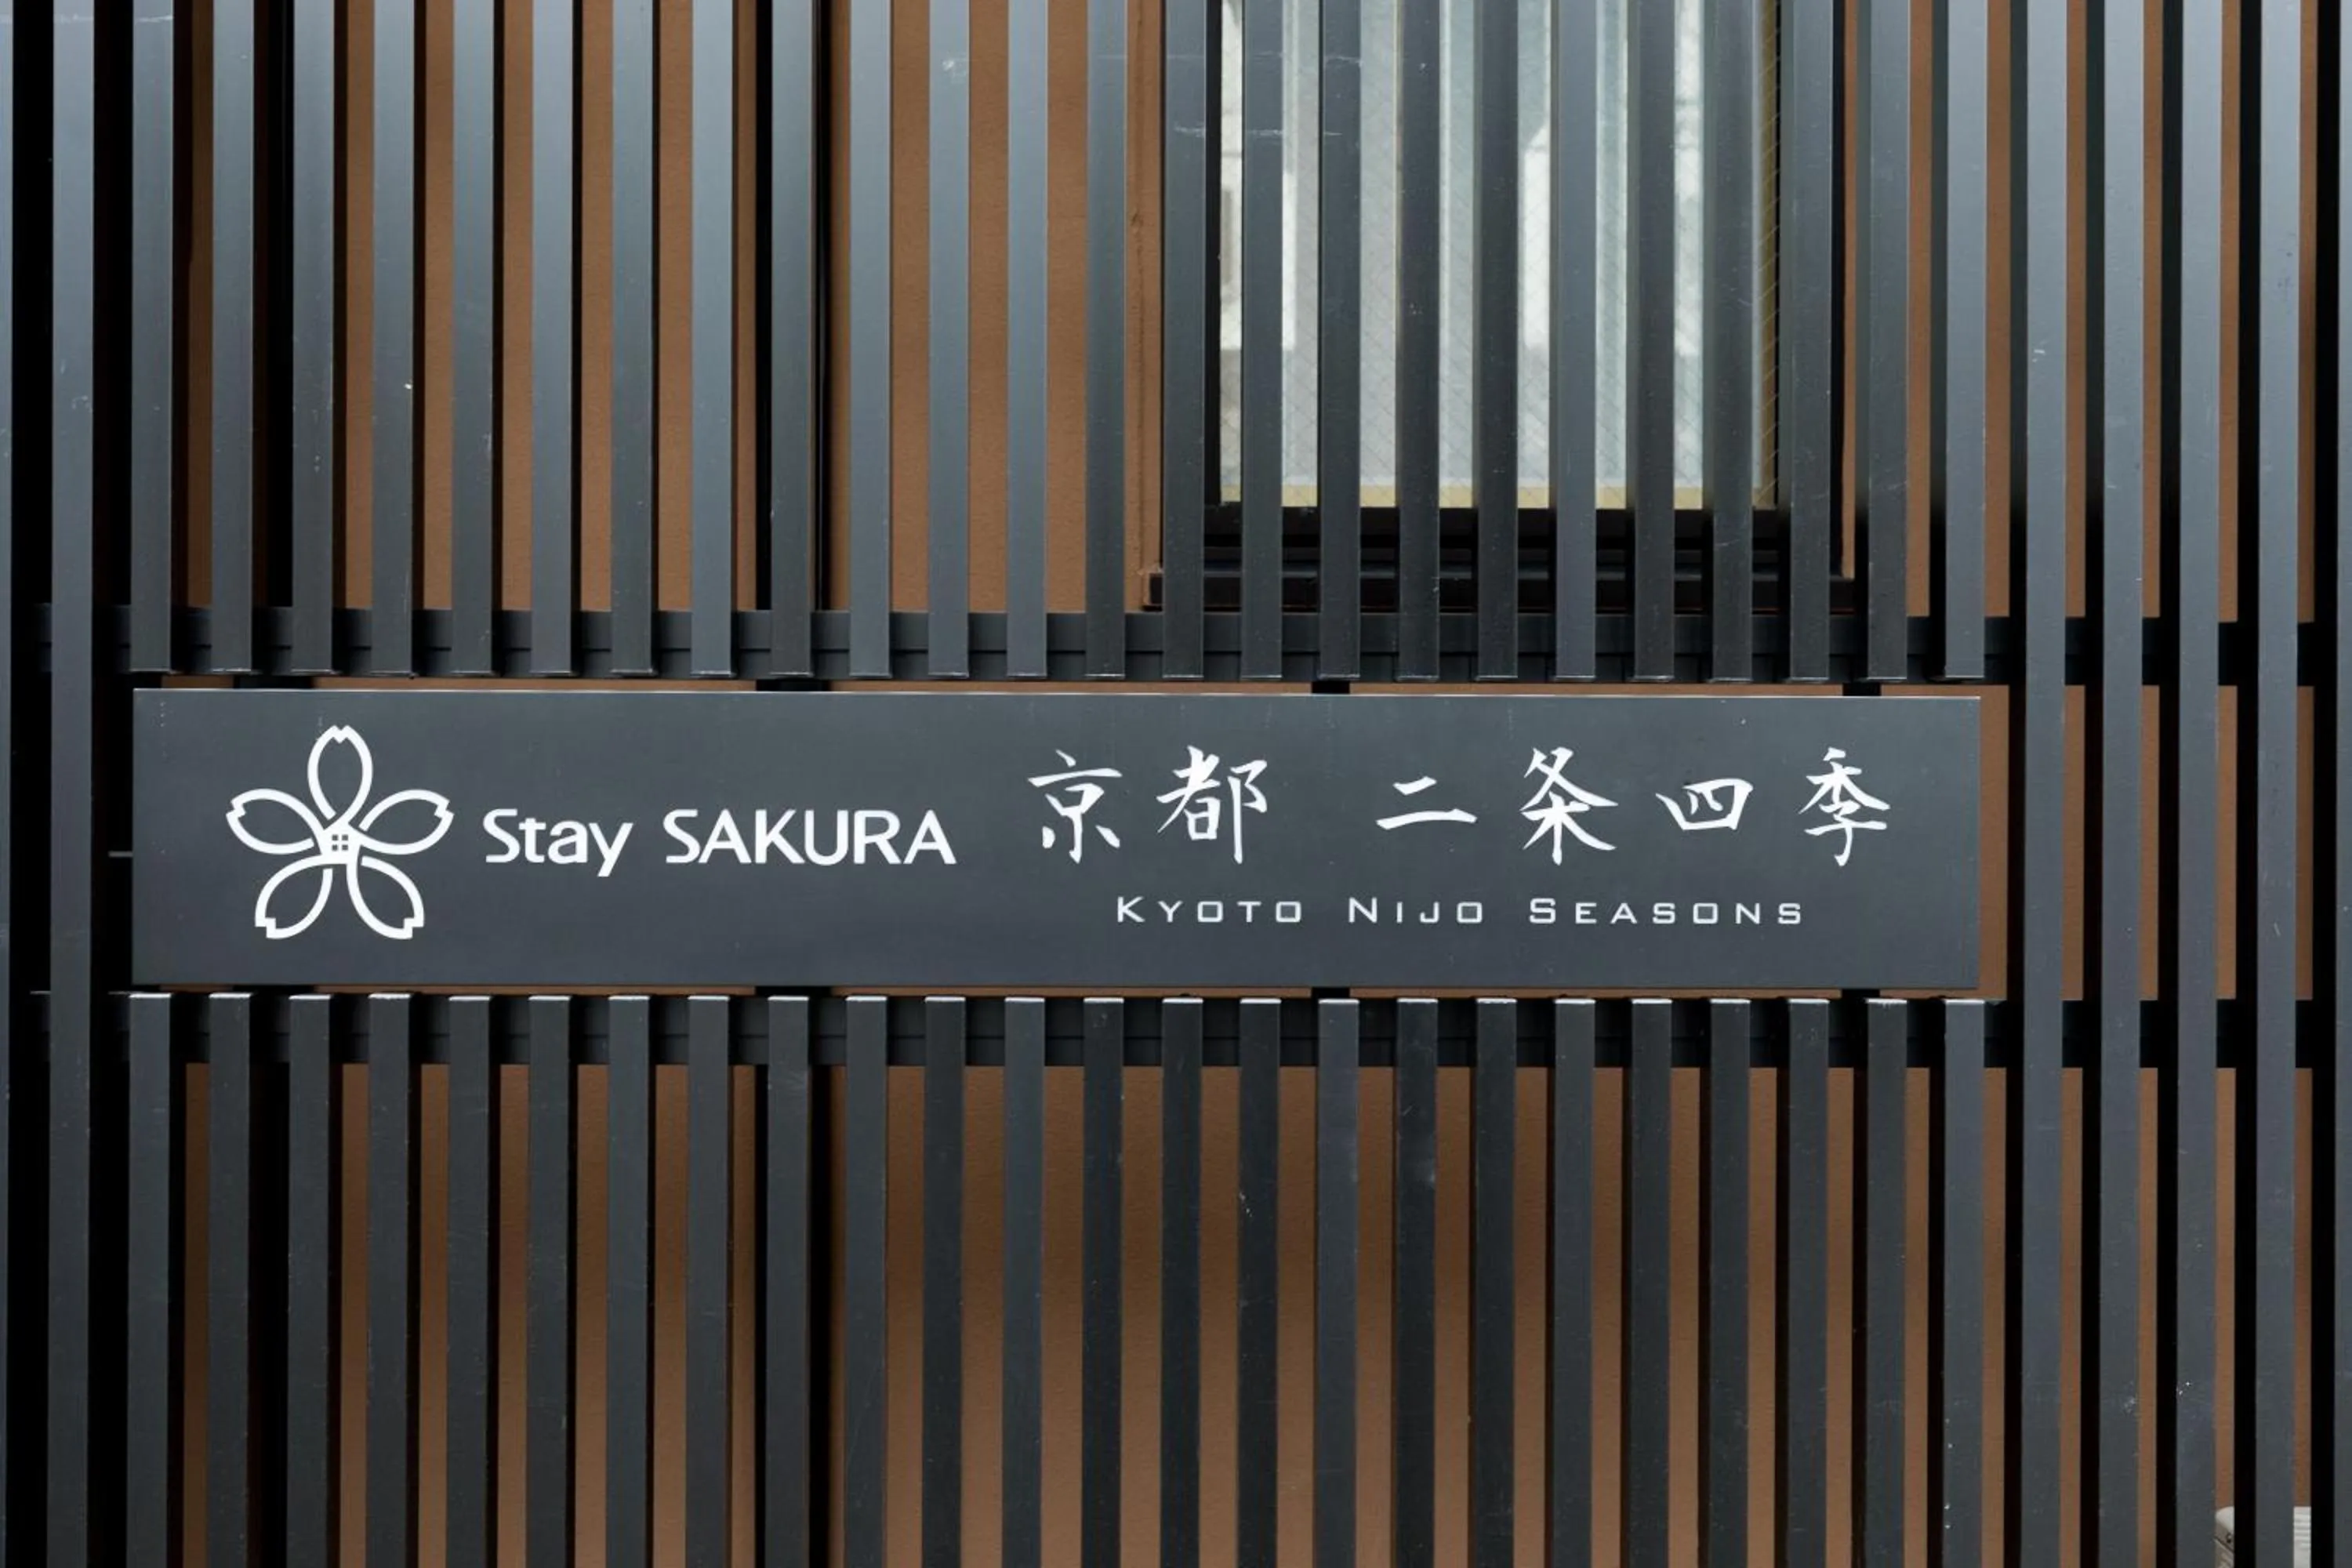 Stay SAKURA 京都 二条四季
KYOTO NIJO SEASONS